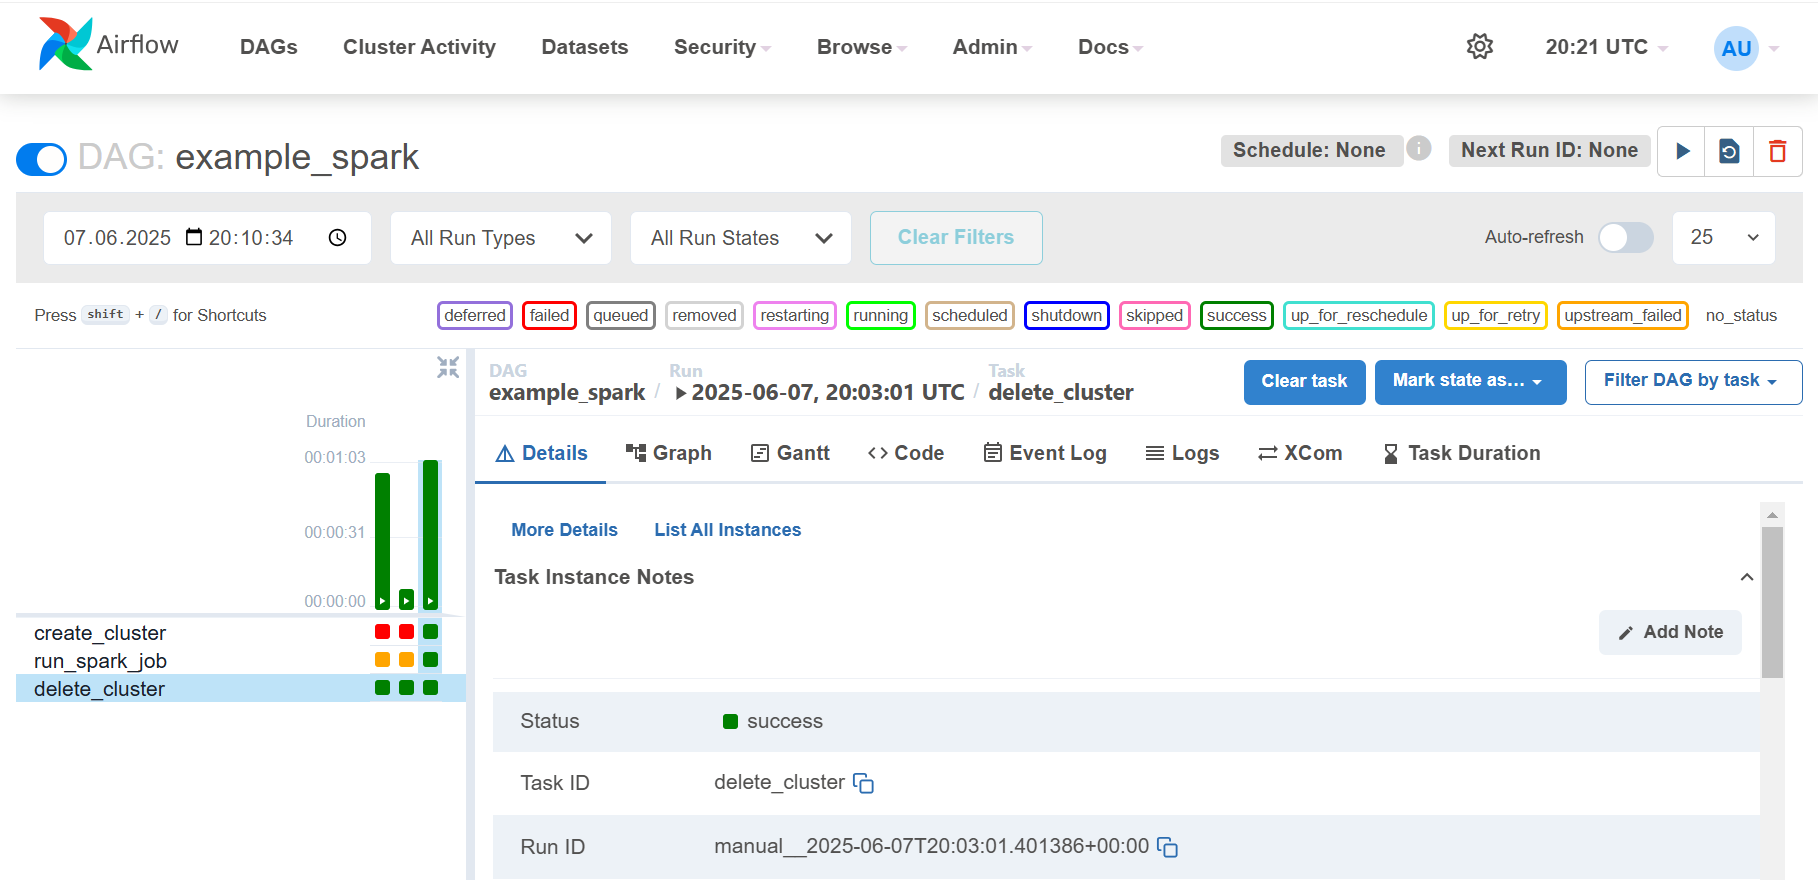 Airflow DAGs Cluster Activity Datasets Security Browse Admin Docs 20:21 UTC AU
DAG: example_spark Schedule: None i Next Run ID: None
07.06.2025 20:10:34 All Run Types All Run States Clear Filters Auto-refresh 25
Press shift + / for Shortcuts deferred failed queued removed restarting running scheduled shutdown skipped success up_for_reschedule up_for_retry upstream_failed no_status
DAG Run Task
example_spark / 2025-06-07, 20:03:01 UTC / delete_cluster Clear task Mark state as... Filter DAG by task
Duration
00:01:03
00:00:31
00:00:00
create_cluster
run_spark_job
delete_cluster
Details Graph Gantt Code Event Log Logs XCom Task Duration
More Details List All Instances
Task Instance Notes
Add Note
Status success
Task ID delete_cluster
Run ID manual__2025-06-07T20:03:01.401386+00:00